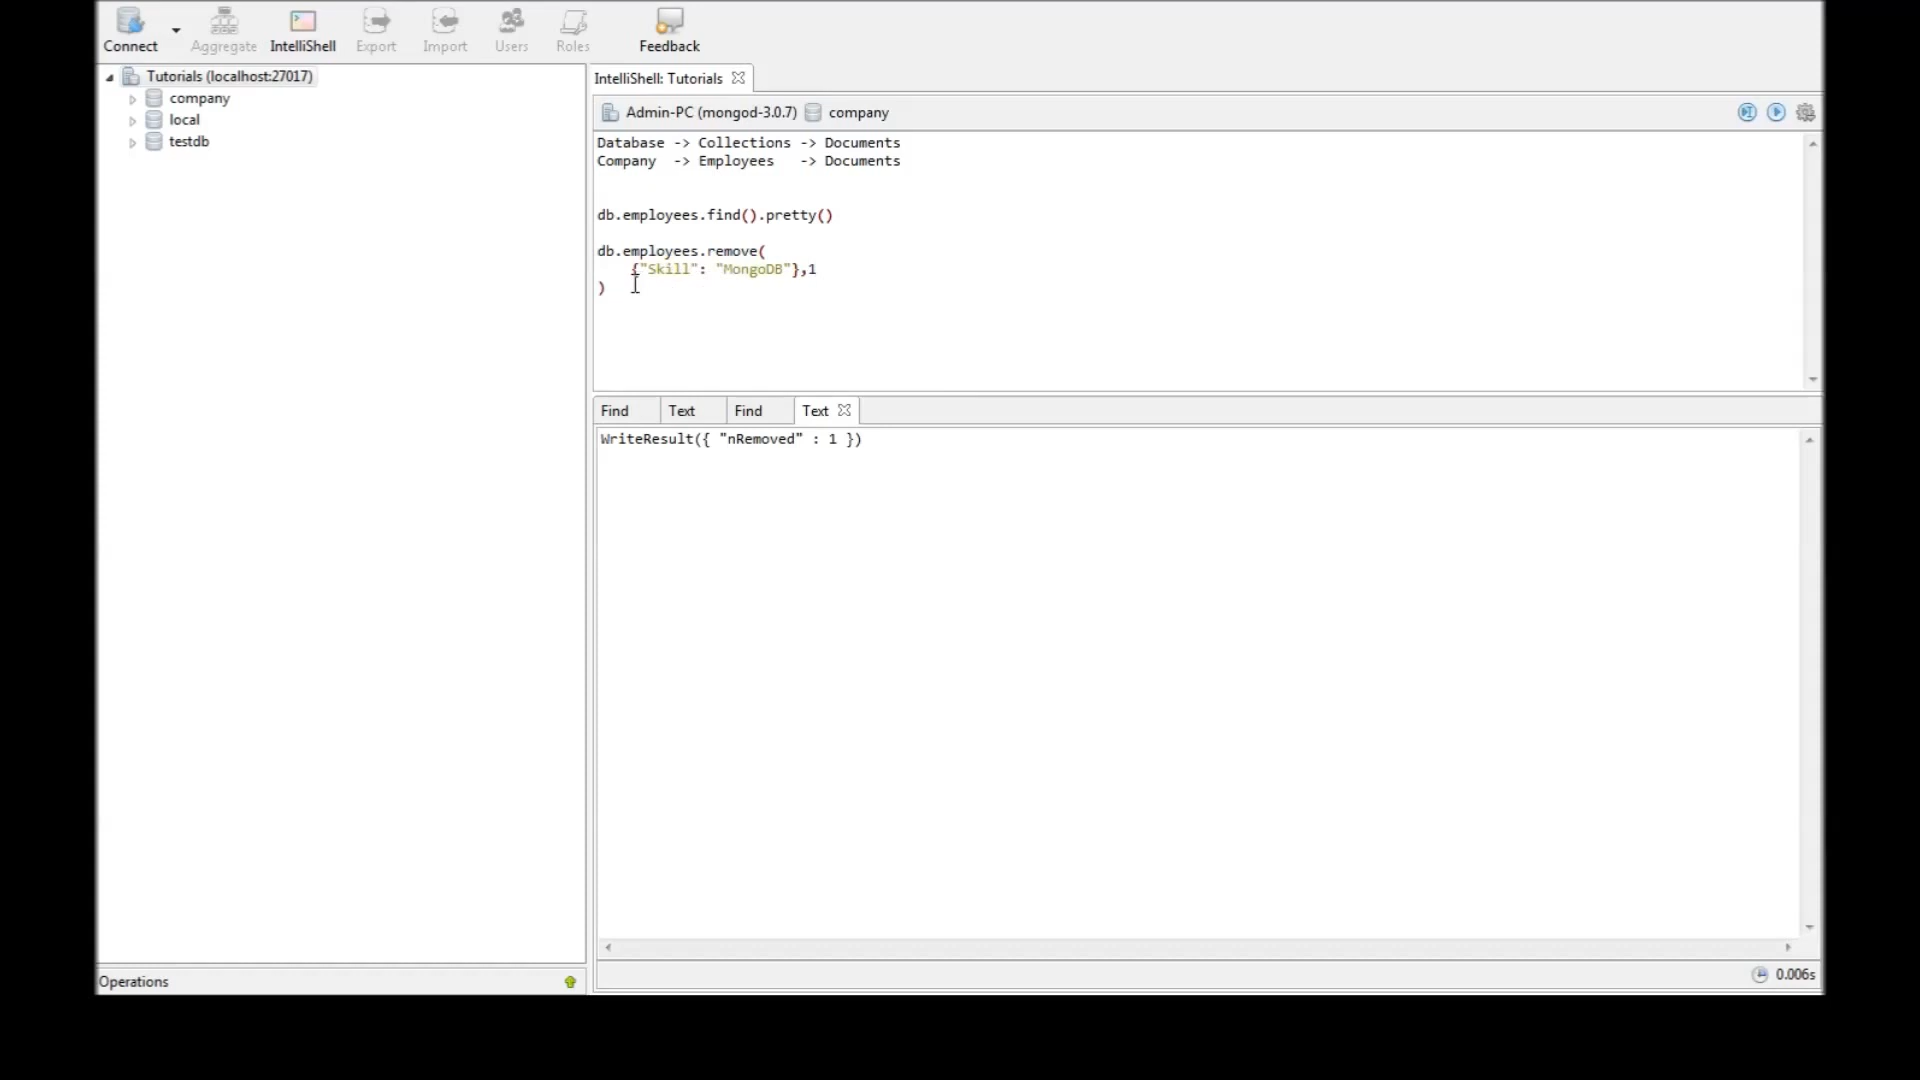 Connect Aggregate IntelliShell Export Import Users Roles Feedback
Tutorials (localhost:27017)
company
local
testdb
Operations
IntelliShell: Tutorials
Admin-PC (mongod-3.0.7) company
Database -> Collections -> Documents
Company -> Employees -> Documents
db.employees.find().pretty()
db.employees.remove(
{"Skill": "MongoDB"},1
)
Find Text Find Text
WriteResult({ "nRemoved" : 1 })
0.006s